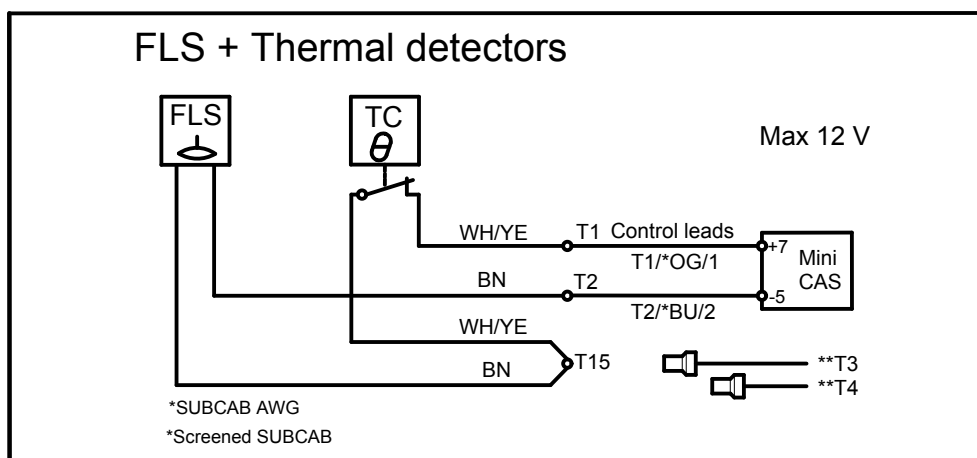 FLS + Thermal detectors
FLS
TC
Max 12 V
WH/YE
T1
Control leads
+7
T1/*OG/1
Mini
CAS
BN
T2
-5
T2/*BU/2
WH/YE
T15
BN
**T3
**T4
*SUBCAB AWG
*Screened SUBCAB